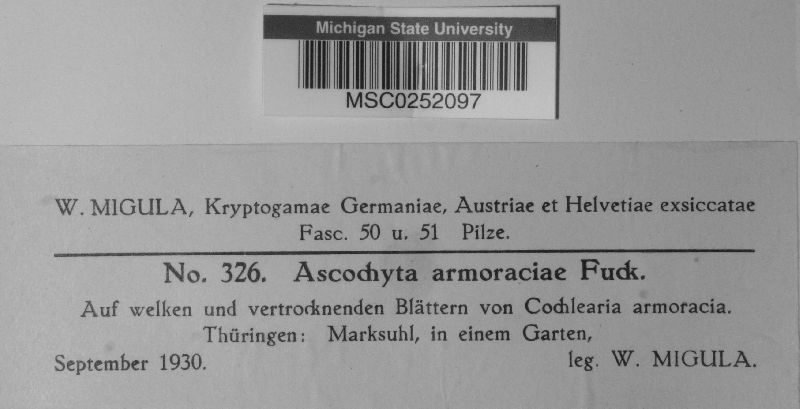 Michigan State University
MSC0252097
W. MIGULA, Kryptogamae Germaniae, Austriae et Helvetiae exsiccatae
Fasc. 50 u. 51 Pilze.
No. 326. Ascochyta armoraciae Fuck.
Auf welken und vertrocknenden Blättern von Cochlearia armoracia.
Thüringen: Marksuhl, in einem Garten,
September 1930. leg. W. MIGULA.